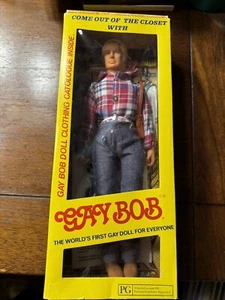 COME OUT OF THE CLOSET
WITH
GAY BOB DOLL CLOTHING CATALOGUE INSIDE
GAY BOB
THE WORLD'S FIRST GAY DOLL FOR EVERYONE
PG